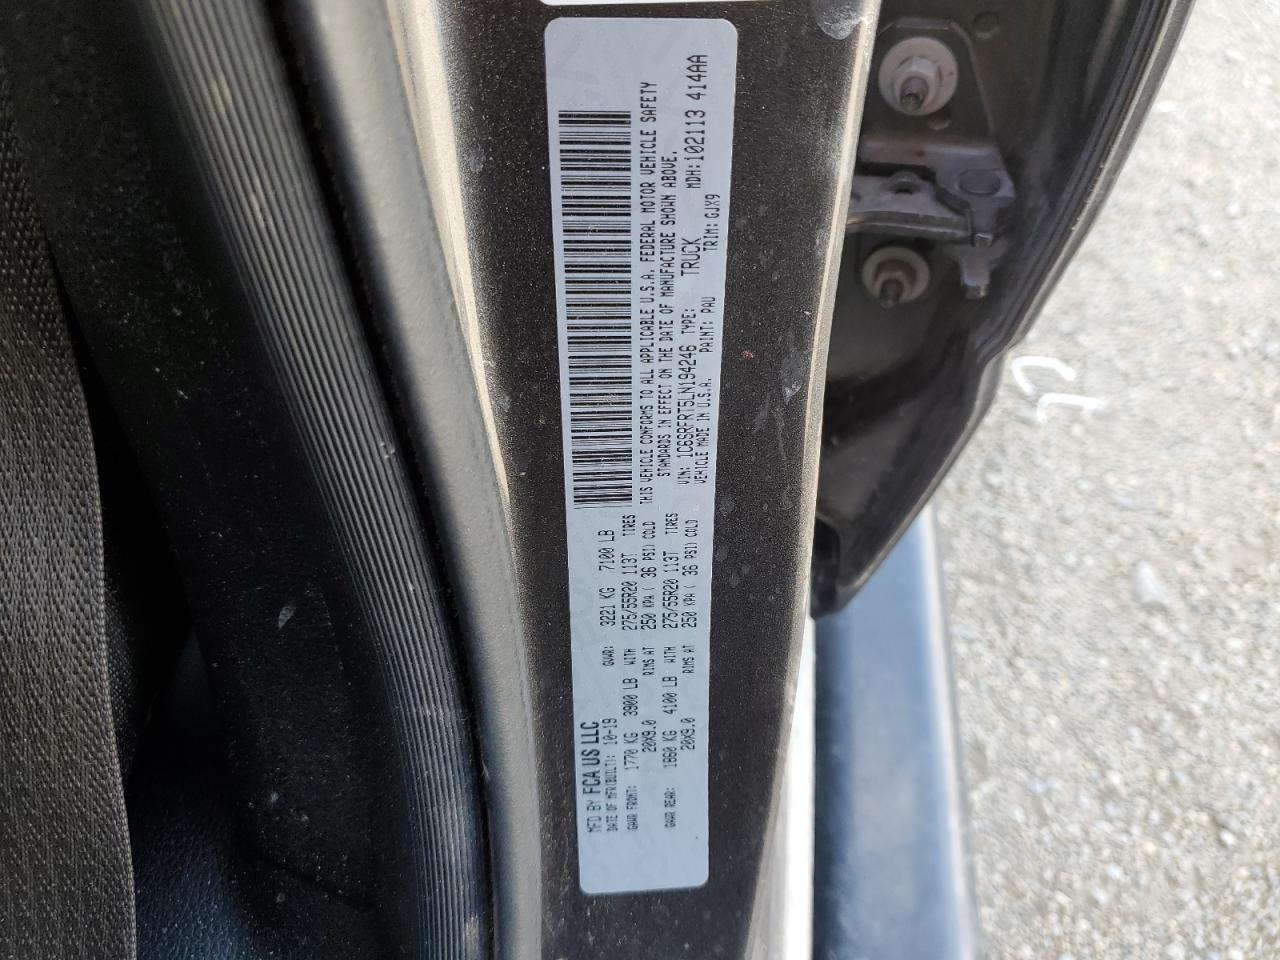 MFD BY FCA US LLC
DATE OF MFR(BUILT): 10-19 GVWR: 3221 KG 7100 LB
GAWR FRONT: 1770 KG 3900 LB WITH 275/55R20 113T TIRES
20X9.0 RIMS AT 250 KPA ( 36 PSI) COLD
GAWR REAR: 1860 KG 4100 LB WITH 275/55R20 113T TIRES
20X9.0 RIMS AT 250 KPA ( 36 PSI) COLD
THIS VEHICLE CONFORMS TO ALL APPLICABLE U.S.A. FEDERAL MOTOR VEHICLE SAFETY
STANDARDS IN EFFECT ON THE DATE OF MANUFACTURE SHOWN ABOVE.
VIN: 1C6SRFRT5LN194246 TYPE: TRUCK MDH:102113 414AA
VEHICLE MADE IN U.S.A. PAINT: PAU TRIM: GJX9